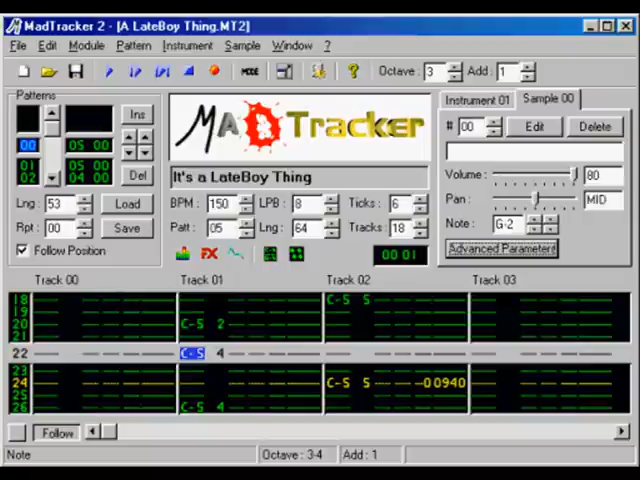 MadTracker 2 - [A LateBoy Thing.MT2]
File Edit Module Pattern Instrument Sample Window ?
MODE ? Octave : 3 Add : 1
Patterns
Ins
00 05 00
01 05 00
02 04 00
Del
Lng : 53 Load
Rpt : 00 Save
Follow Position
MAD Tracker
It's a LateBoy Thing
BPM : 150 LPB : 8 Ticks : 6
Patt : 05 Lng : 64 Tracks : 18
FX 00 01
Instrument 01 Sample 00
# 00 Edit Delete
Volume : 80
Pan : MID
Note : G-2
Advanced Parameters
Track 00 Track 01 Track 02 Track 03
18 C-5 5
19
20 C-5 2
21
22 C-5 4
23
24 C-5 5 -00940
25
26 C-5 4
Follow
Note Octave : 3-4 Add : 1